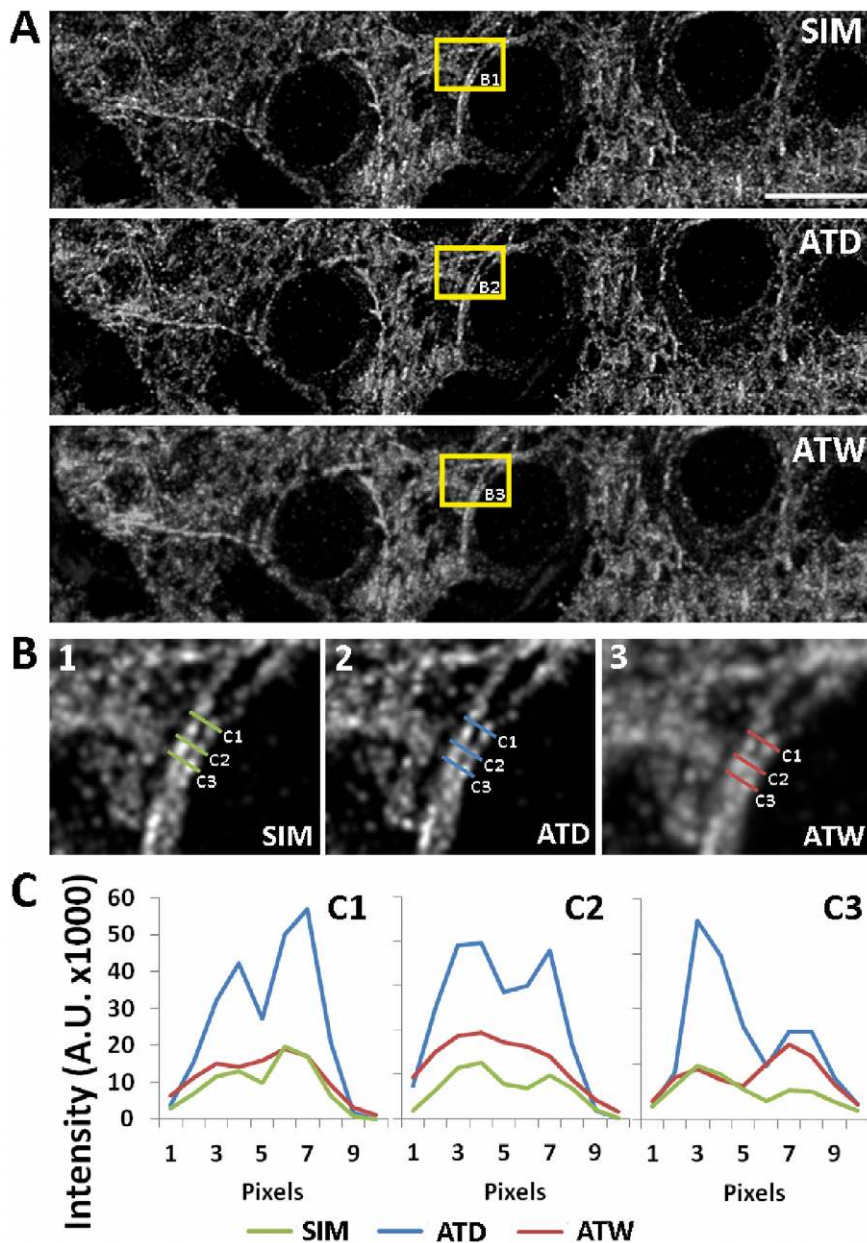 A
SIM
B1
ATD
B2
ATW
B3
B
1
C1
C2
C3
SIM
2
C1
C2
C3
ATD
3
C1
C2
C3
ATW
C
Intensity (A.U. x1000)
60
50
40
30
20
10
0
C1
C2
C3
1 3 5 7 9
1 3 5 7 9
1 3 5 7 9
Pixels
Pixels
Pixels
SIM ATD ATW